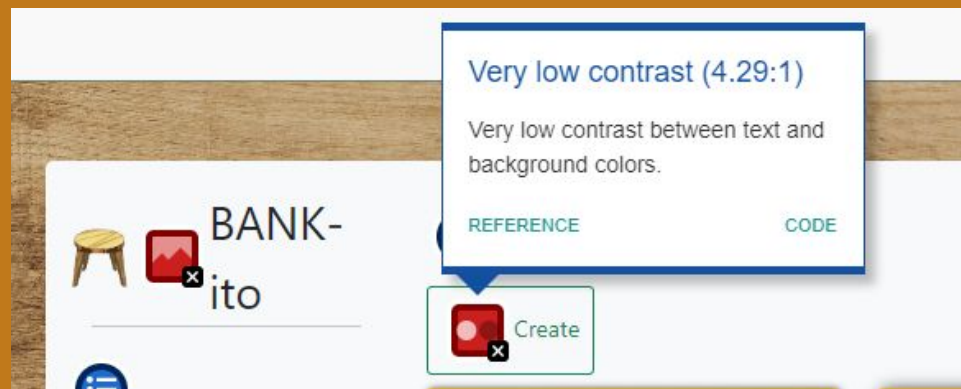 Very low contrast (4.29:1)
Very low contrast between text and
background colors.
REFERENCE CODE
BANK-
ito
Create